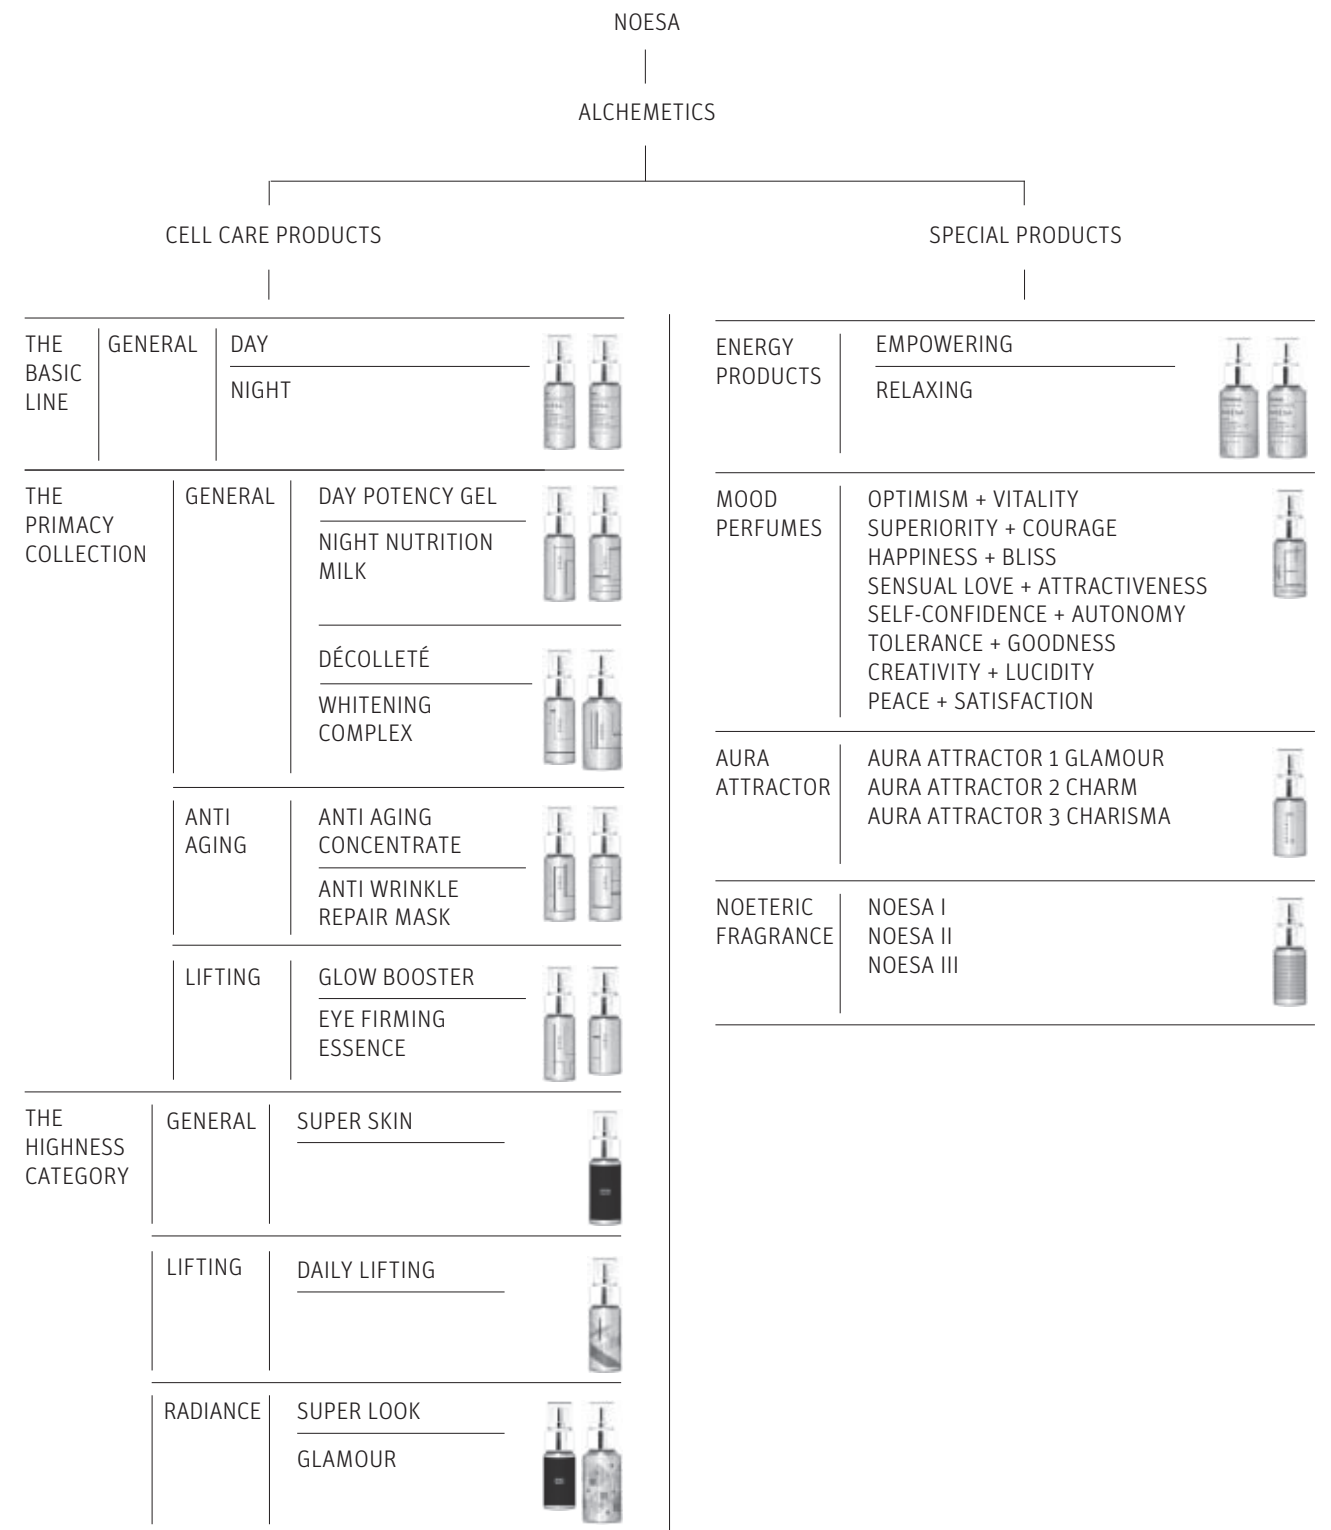 NOESA
ALCHEMETICS
CELL CARE PRODUCTS
SPECIAL PRODUCTS
THE
BASIC
LINE
GENERAL
DAY
NIGHT
THE
PRIMACY
COLLECTION
GENERAL
DAY POTENCY GEL
NIGHT NUTRITION
MILK
DÉCOLLETÉ
WHITENING
COMPLEX
ANTI
AGING
ANTI AGING
CONCENTRATE
ANTI WRINKLE
REPAIR MASK
LIFTING
GLOW BOOSTER
EYE FIRMING
ESSENCE
THE
HIGHNESS
CATEGORY
GENERAL
SUPER SKIN
LIFTING
DAILY LIFTING
RADIANCE
SUPER LOOK
GLAMOUR
ENERGY
PRODUCTS
EMPOWERING
RELAXING
MOOD
PERFUMES
OPTIMISM + VITALITY
SUPERIORITY + COURAGE
HAPPINESS + BLISS
SENSUAL LOVE + ATTRACTIVENESS
SELF-CONFIDENCE + AUTONOMY
TOLERANCE + GOODNESS
CREATIVITY + LUCIDITY
PEACE + SATISFACTION
AURA
ATTRACTOR
AURA ATTRACTOR 1 GLAMOUR
AURA ATTRACTOR 2 CHARM
AURA ATTRACTOR 3 CHARISMA
NOETERIC
FRAGRANCE
NOESA I
NOESA II
NOESA III